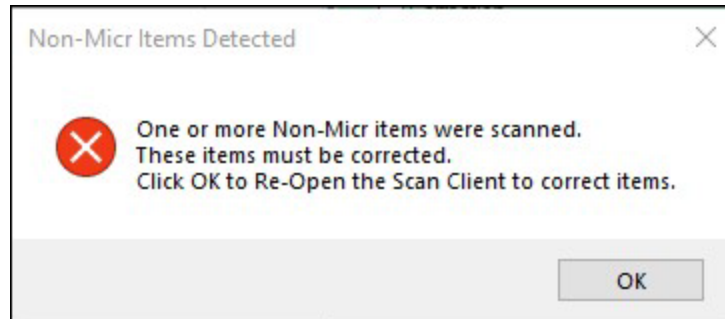 Non-Micr Items Detected
One or more Non-Micr items were scanned.
These items must be corrected.
Click OK to Re-Open the Scan Client to correct items.
OK